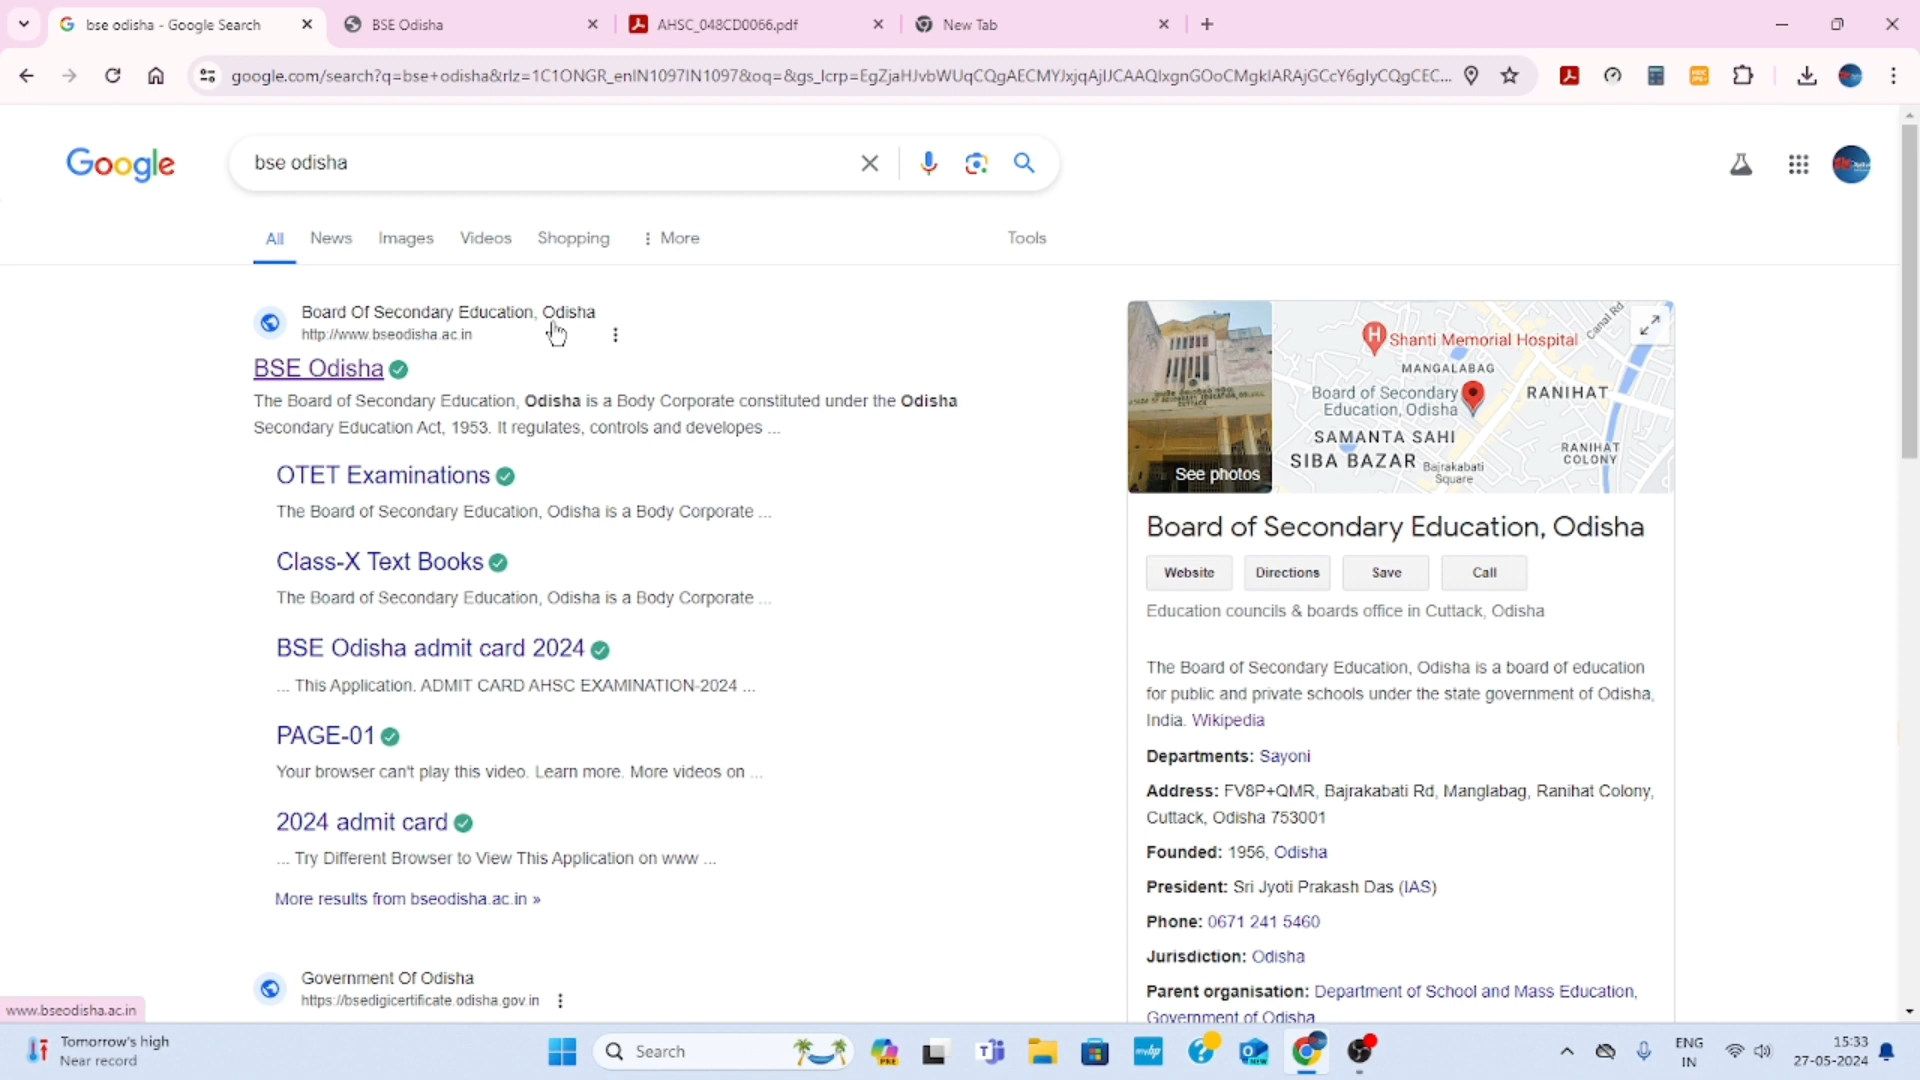 bse odisha - Google Search
BSE Odisha
AHSC_048CD0066.pdf
New Tab
google.com/search?q=bse+odisha&rlz=1C1ONGR_enIN1097IN1097&oq=&gs_lcrp=
Google
bse odisha
All
News
Images
Videos
Shopping
More
Tools
Board Of Secondary Education, Odisha
http://www.bseodisha.ac.in
BSE Odisha
The Board of Secondary Education, Odisha is a Body Corporate constituted under the Odisha
Secondary Education Act, 1953. It regulates, controls and developes ...
OTET Examinations
The Board of Secondary Education, Odisha is a Body Corporate ...
Class-X Text Books
The Board of Secondary Education, Odisha is a Body Corporate ...
BSE Odisha admit card 2024
... This Application. ADMIT CARD AHSC EXAMINATION-2024 ...
PAGE-01
Your browser can't play this video. Learn more. More videos on ...
2024 admit card
... Try Different Browser to View This Application on www ...
More results from bseodisha.ac.in »
Government Of Odisha
https://bsedigicertificate.odisha.gov.in
www.bseodisha.ac.in
See photos
H Shanti Memorial Hospital
Canal Rd
MANGALABAG
Board of Secondary
Education, Odisha
RANIHAT
SAMANTA SAHI
SIBA BAZAR
Bajrakabati
Square
RANIHAT
COLONY
Board of Secondary Education, Odisha
Website
Directions
Save
Call
Education councils & boards office in Cuttack, Odisha
The Board of Secondary Education, Odisha is a board of education
for public and private schools under the state government of Odisha,
India. Wikipedia
Departments: Sayoni
Address: FV8P+QMR, Bajrakabati Rd, Manglabag, Ranihat Colony,
Cuttack, Odisha 753001
Founded: 1956, Odisha
President: Sri Jyoti Prakash Das (IAS)
Phone: 0671 241 5460
Jurisdiction: Odisha
Parent organisation: Department of School and Mass Education,
Government of Odisha
Tomorrow's high
Near record
Search
PRE
mybp
NEW
ENG
IN
15:33
27-05-2024